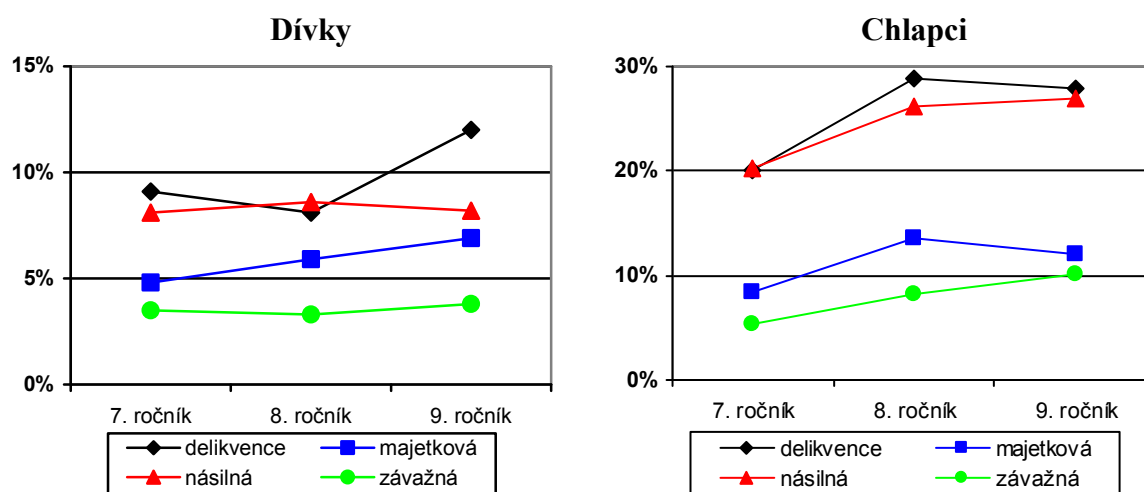 Dívky
15%
10%
5%
0%
7. ročník 8. ročník 9. ročník
delikvence majetková
násilná závažná
Chlapci
30%
20%
10%
0%
7. ročník 8. ročník 9. ročník
delikvence majetková
násilná závažná